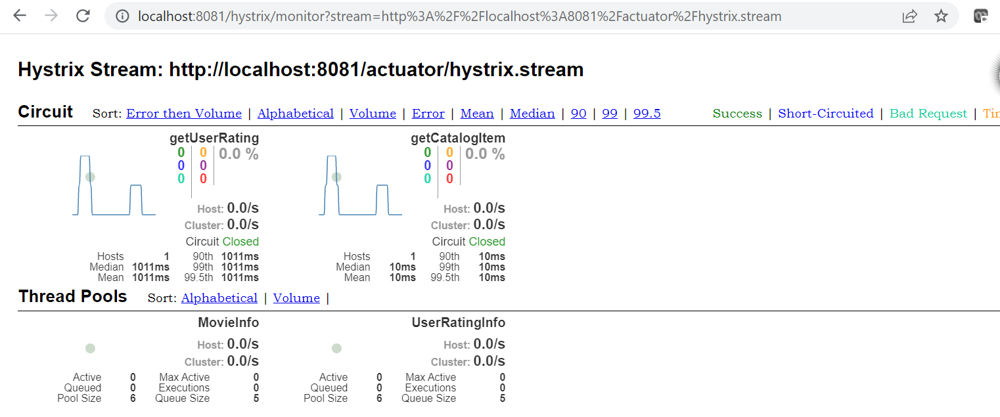 localhost:8081/hystrix/monitor?stream=http%3A%2F%2Flocalhost%3A8081%2Factuator%2Fhystrix.stream
Hystrix Stream: http://localhost:8081/actuator/hystrix.stream
Circuit Sort: Error then Volume | Alphabetical | Volume | Error | Mean | Median | 90 | 99 | 99.5 Success | Short-Circuited | Bad Request |
getUserRating
0 0 0.0 %
0 0
0 0
Host: 0.0/s
Cluster: 0.0/s
Circuit Closed
Hosts 1 90th 1011ms
Median 1011ms 99th 1011ms
Mean 1011ms 99.5th 1011ms
getCatalogItem
0 0 0.0 %
0 0
0 0
Host: 0.0/s
Cluster: 0.0/s
Circuit Closed
Hosts 1 90th 10ms
Median 10ms 99th 10ms
Mean 10ms 99.5th 10ms
Thread Pools Sort: Alphabetical | Volume |
MovieInfo
Host: 0.0/s
Cluster: 0.0/s
Active 0 Max Active 0
Queued 0 Executions 0
Pool Size 6 Queue Size 5
UserRatingInfo
Host: 0.0/s
Cluster: 0.0/s
Active 0 Max Active 0
Queued 0 Executions 0
Pool Size 6 Queue Size 5